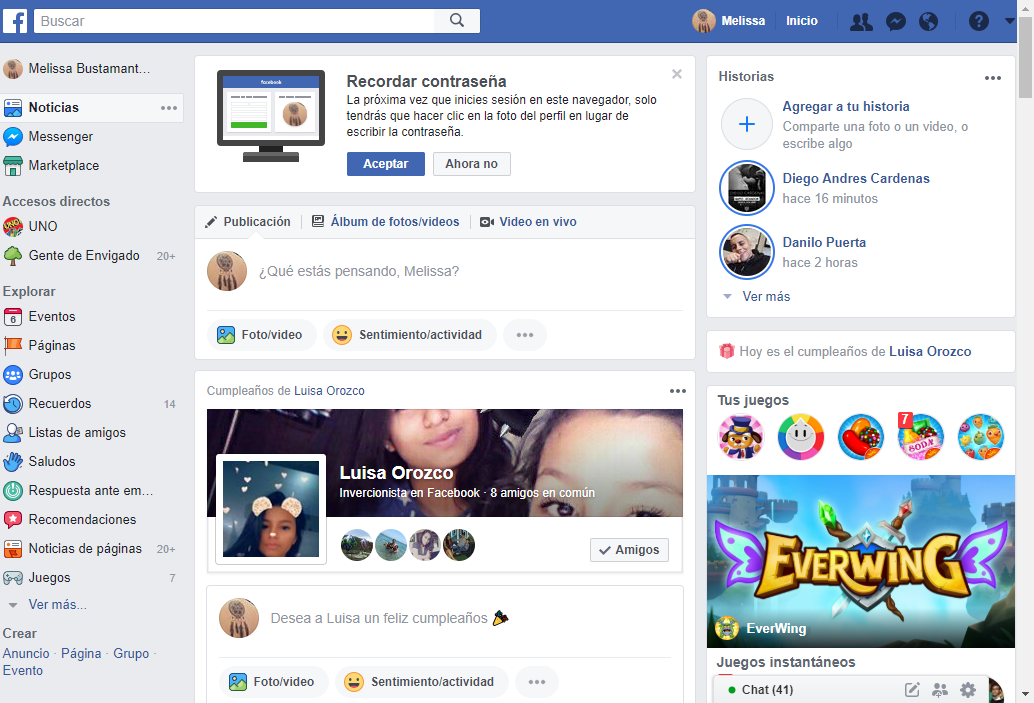 Buscar
Melissa
Inicio
Melissa Bustamant...
Noticias
Messenger
Marketplace
Accesos directos
UNO
Gente de Envigado 20+
Explorar
Eventos
6
Páginas
Grupos
Recuerdos 14
Listas de amigos
Saludos
Respuesta ante em...
Recomendaciones
Noticias de páginas 20+
Juegos 7
Ver más...
Crear
Anuncio · Página · Grupo ·
Evento
facebook
Recordar contraseña
La próxima vez que inicies sesión en este navegador, solo
tendrás que hacer clic en la foto del perfil en lugar de
escribir la contraseña.
Aceptar
Ahora no
Publicación
Álbum de fotos/videos
Video en vivo
¿Qué estás pensando, Melissa?
Foto/video
Sentimiento/actividad
Cumpleaños de Luisa Orozco
Luisa Orozco
Invercionista en Facebook · 8 amigos en común
Amigos
Desea a Luisa un feliz cumpleaños
Foto/video
Sentimiento/actividad
Historias
Agregar a tu historia
Comparte una foto o un video, o
escribe algo
Diego Andres Cardenas
hace 16 minutos
Danilo Puerta
hace 2 horas
Ver más
Hoy es el cumpleaños de Luisa Orozco
Tus juegos
7
SODA
EVERWING
EverWing
Juegos instantáneos
Chat (41)